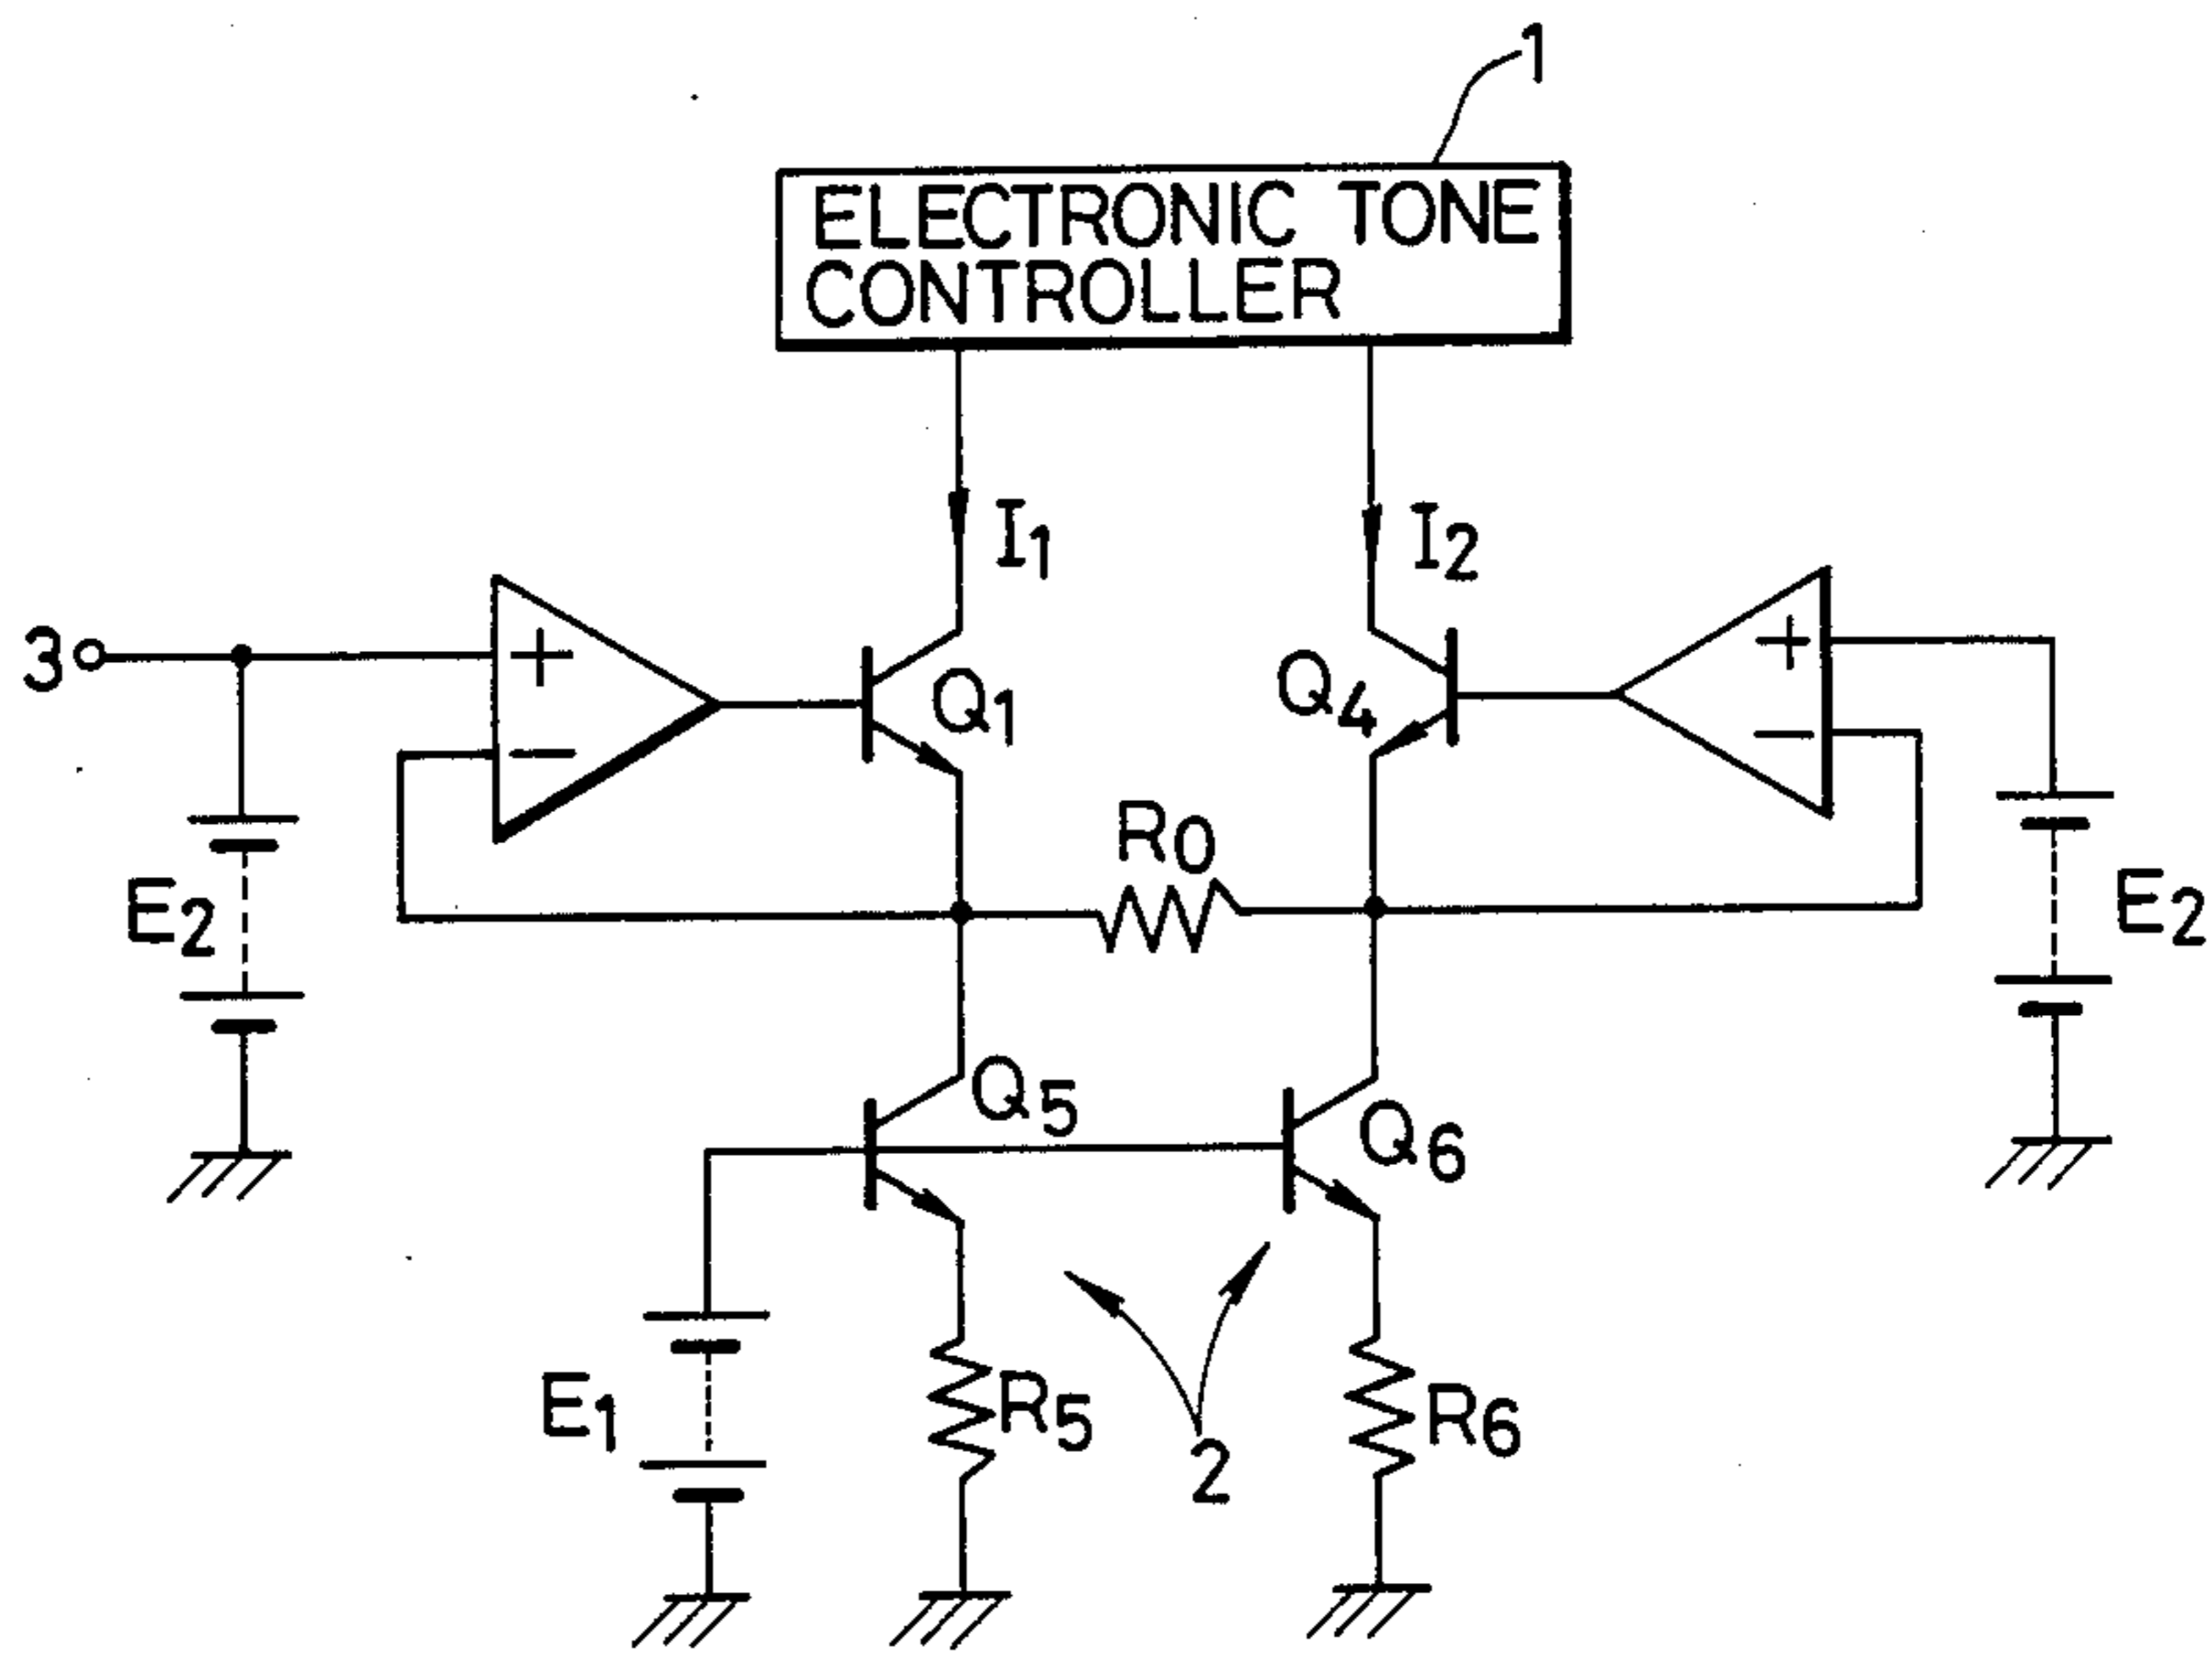 1
ELECTRONIC TONE
CONTROLLER
I1
I2
3
+
+
Q1
Q4
−
−
R0
E2
E2
Q5
Q6
E1
R5
R6
2